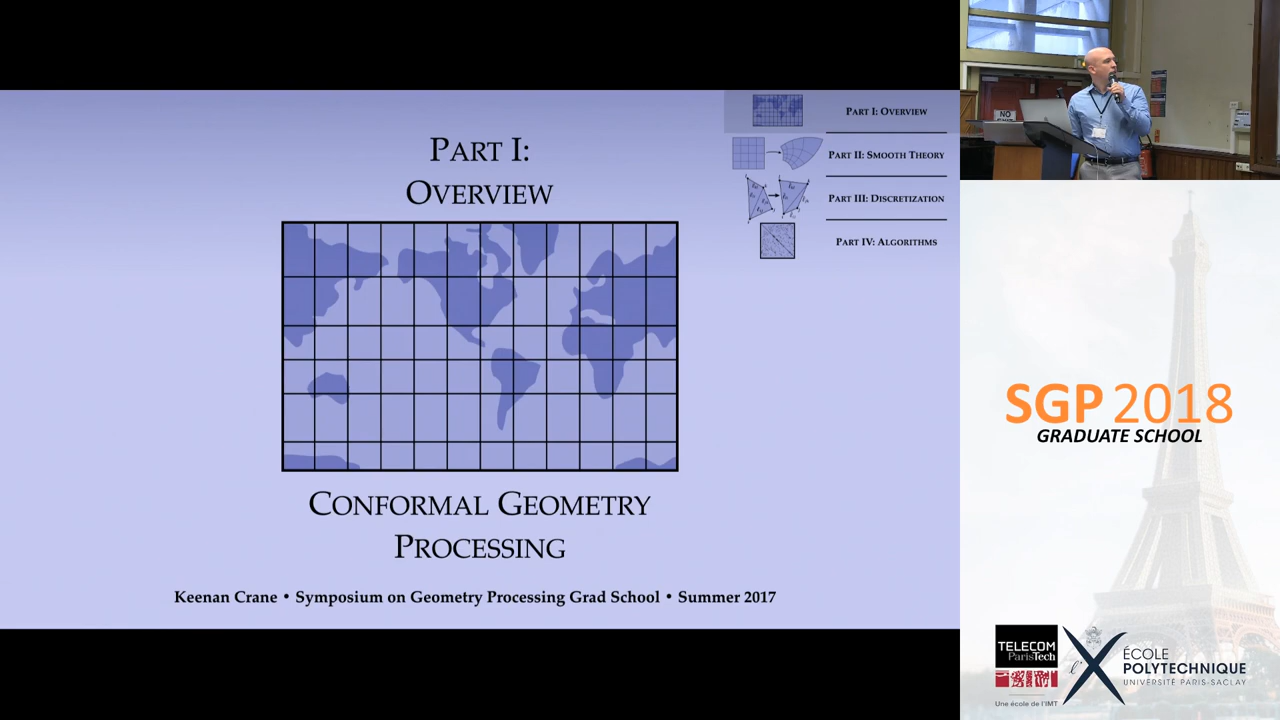 PART I:
OVERVIEW
CONFORMAL GEOMETRY
PROCESSING
Keenan Crane • Symposium on Geometry Processing Grad School • Summer 2017
PART I: OVERVIEW
PART II: SMOOTH THEORY
PART III: DISCRETIZATION
PART IV: ALGORITHMS
NO
SGP 2018
GRADUATE SCHOOL
TELECOM
ParisTech
Une école de l'IMT
l'X
ÉCOLE
POLYTECHNIQUE
UNIVERSITÉ PARIS-SACLAY